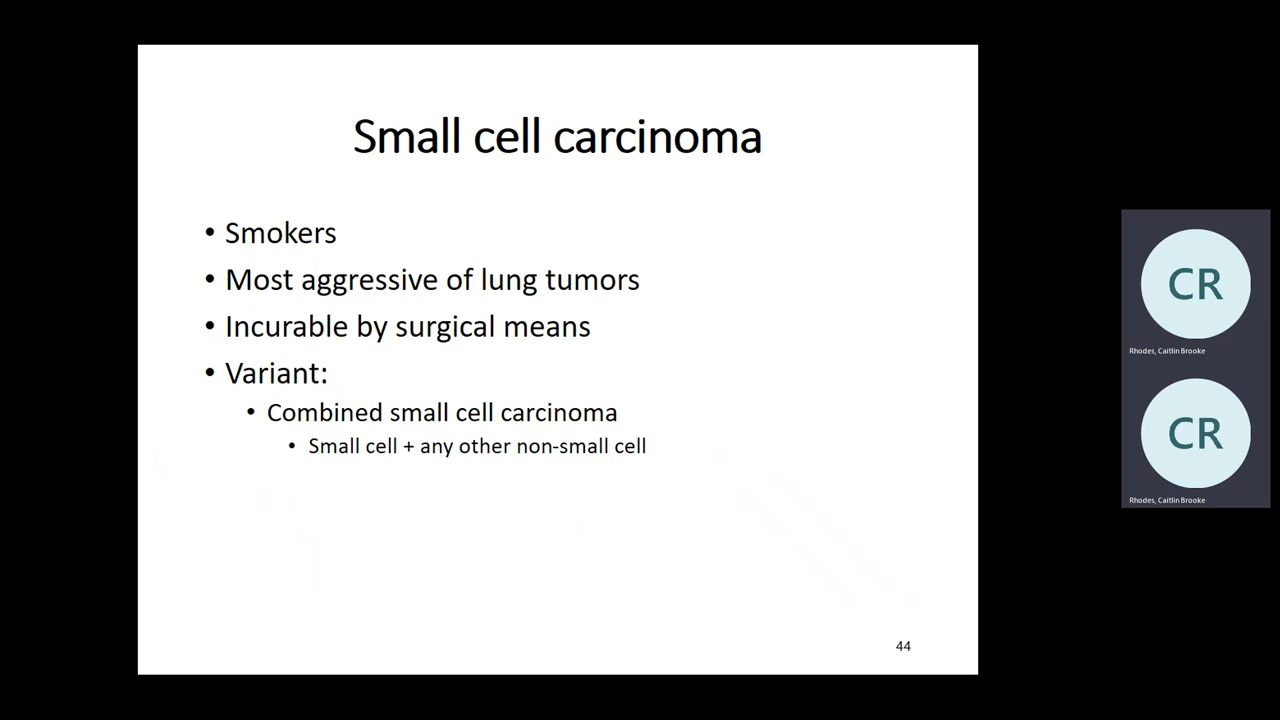 Small cell carcinoma
• Smokers
• Most aggressive of lung tumors
• Incurable by surgical means
• Variant:
• Combined small cell carcinoma
• Small cell + any other non-small cell
44
CR
Rhodes, Caitlin Brooke
CR
Rhodes, Caitlin Brooke